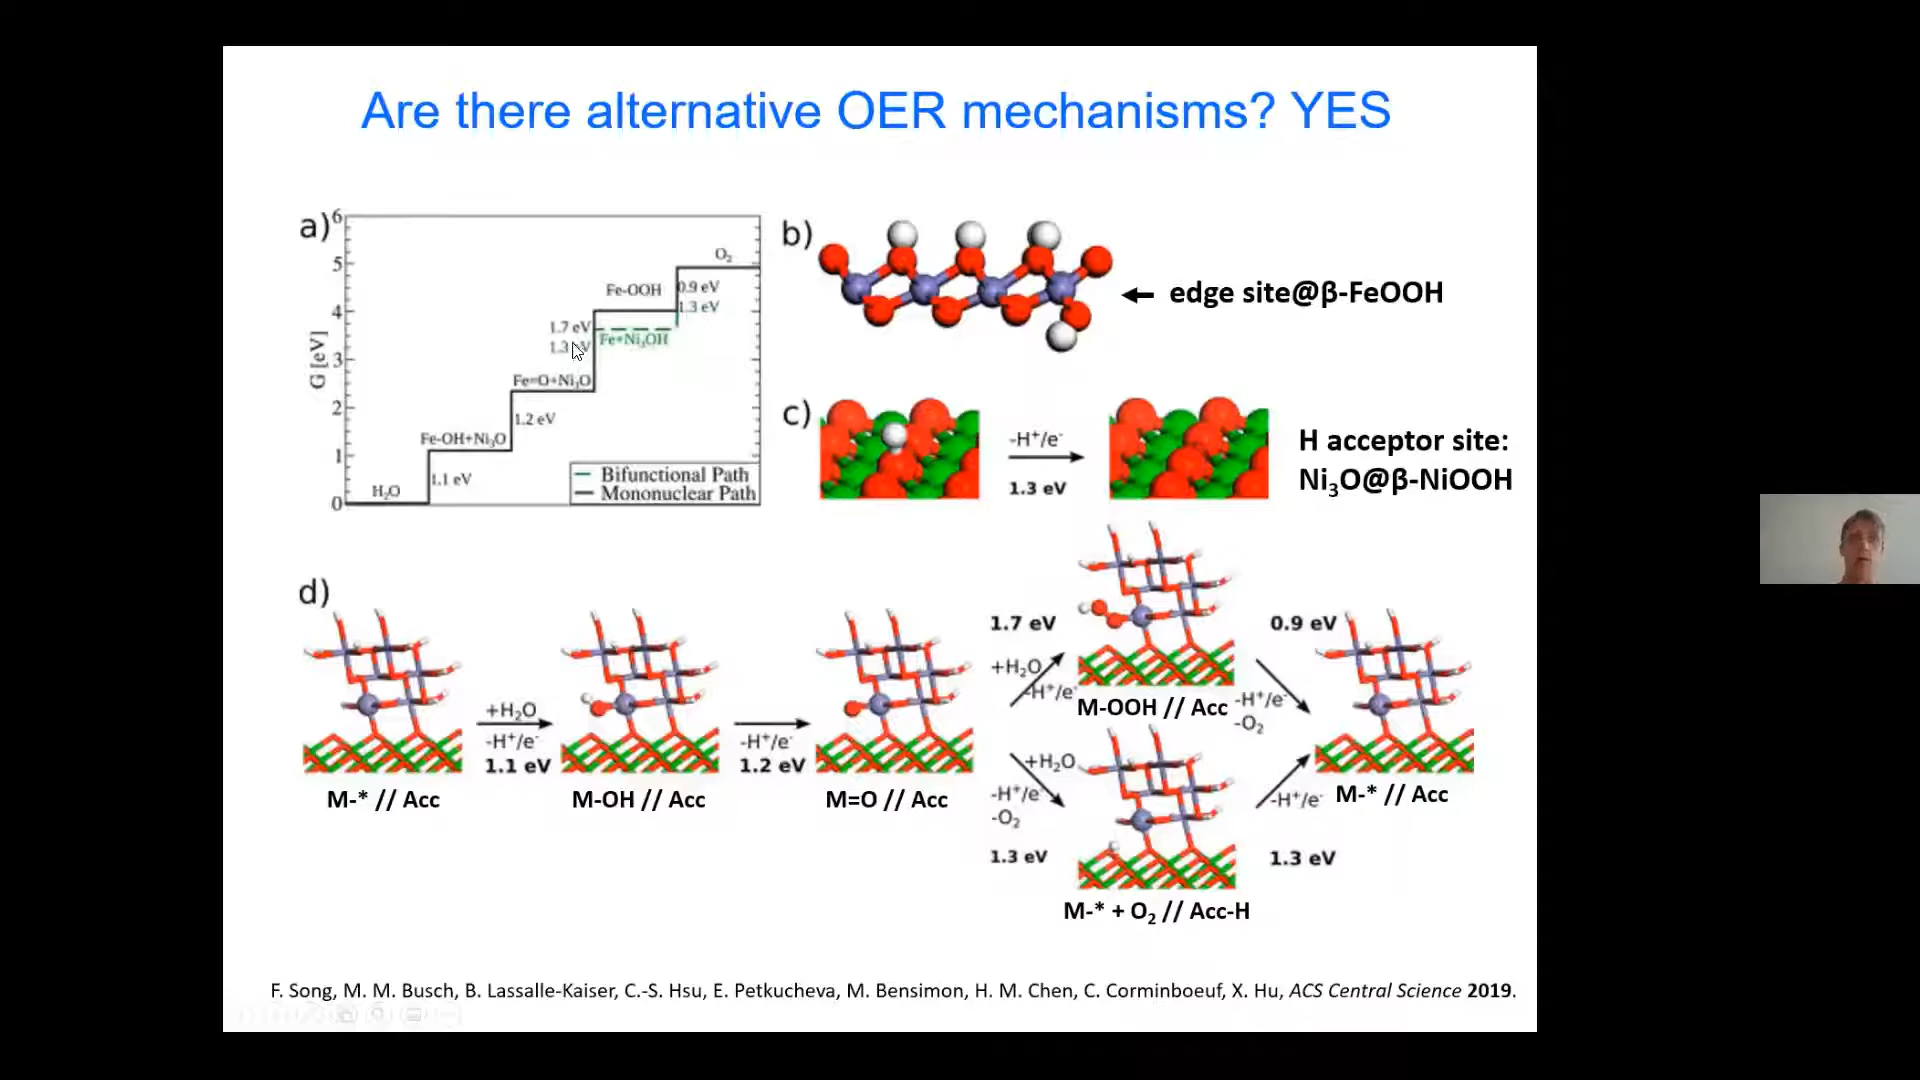 Are there alternative OER mechanisms? YES
a)
6
5
4
3
2
1
0
G [eV]
H₂O
1.1 eV
Fe-OH+Ni₃O
1.2 eV
Fe=O+Ni₃O
1.7 eV
Fe-OOH
Fe+Ni₃OH
0.9 eV
1.3 eV
O₂
Bifunctional Path
Mononuclear Path
b)
edge site@β-FeOOH
c)
-H⁺/e⁻
1.3 eV
H acceptor site:
Ni₃O@β-NiOOH
d)
M-* // Acc
+H₂O
-H⁺/e⁻
1.1 eV
M-OH // Acc
-H⁺/e⁻
1.2 eV
M=O // Acc
1.7 eV
+H₂O
-H⁺/e⁻
M-OOH // Acc
0.9 eV
-H⁺/e⁻
-O₂
+H₂O
-H⁺/e⁻
-O₂
1.3 eV
M-* + O₂ // Acc-H
-H⁺/e⁻
1.3 eV
M-* // Acc
F. Song, M. M. Busch, B. Lassalle-Kaiser, C.-S. Hsu, E. Petkucheva, M. Bensimon, H. M. Chen, C. Corminboeuf, X. Hu, ACS Central Science 2019.